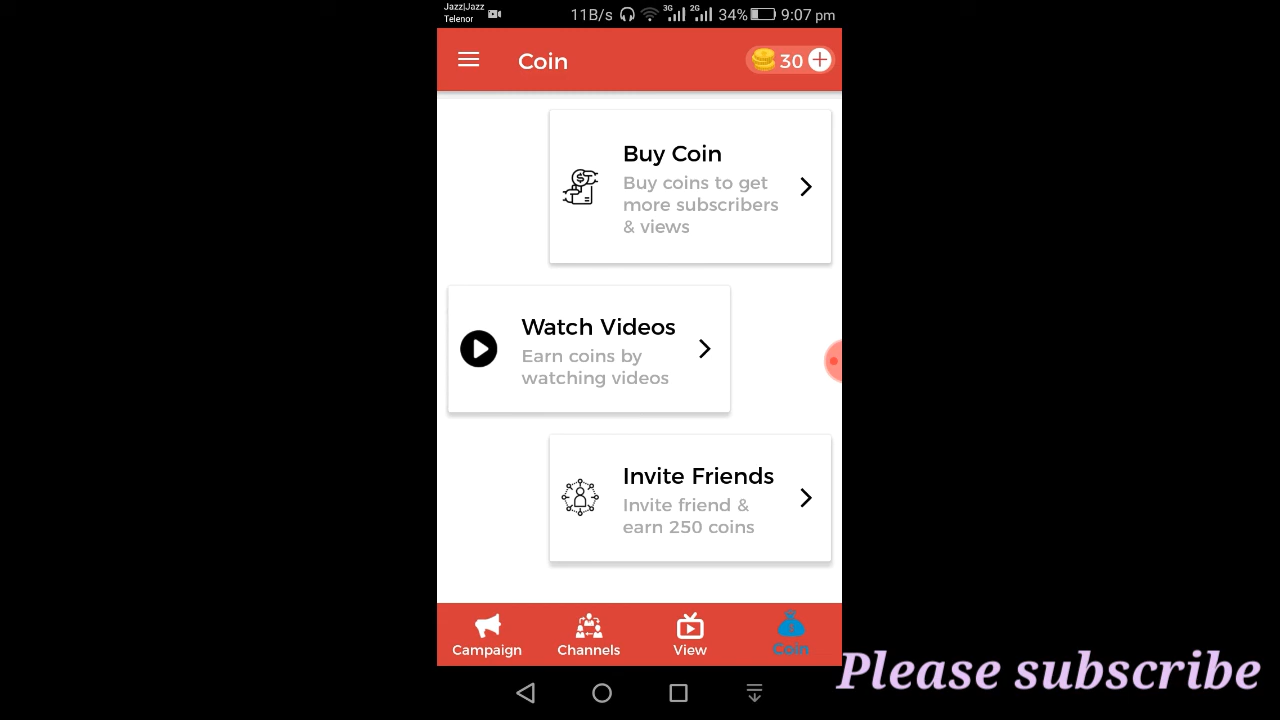 Jazz|Jazz
Telenor
11B/s 3G 2G 34% 9:07 pm
Coin 30
Buy Coin
Buy coins to get
more subscribers
& views
Watch Videos
Earn coins by
watching videos
Invite Friends
Invite friend &
earn 250 coins
Campaign Channels View Coin
Please subscribe